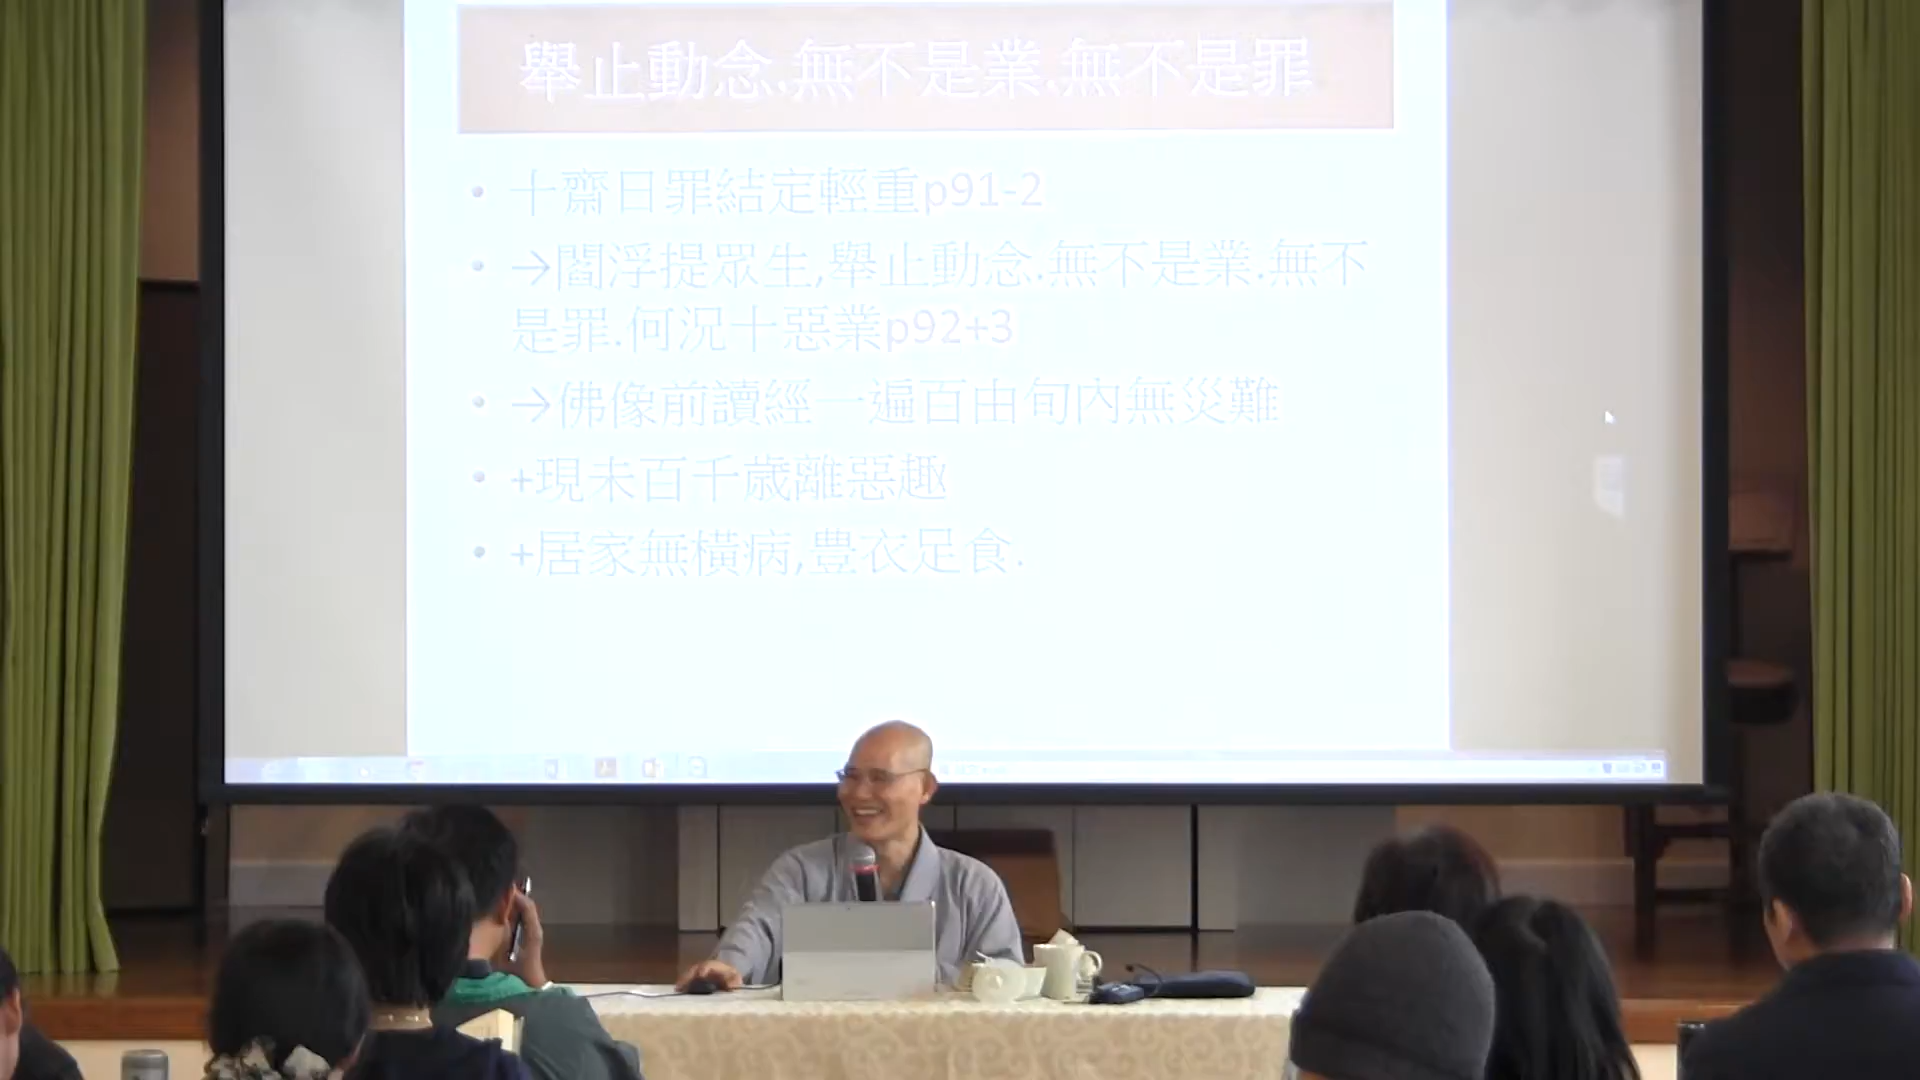 舉止動念.無不是業.無不是罪
• 十齋日罪結定輕重p91-2
• →閻浮提眾生,舉止動念.無不是業.無不
是罪.何況十惡業p92+3
• →佛像前讀經一遍百由旬內無災難
• +現未百千歲離惡趣
• +居家無橫病,豊衣足食.